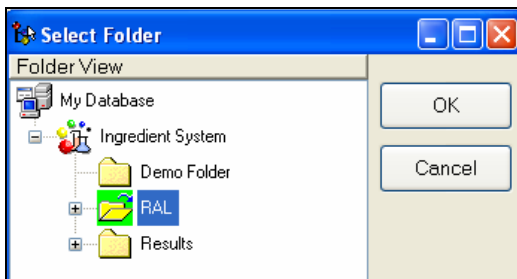 Select Folder
Folder View
My Database
Ingredient System
Demo Folder
RAL
Results
OK
Cancel